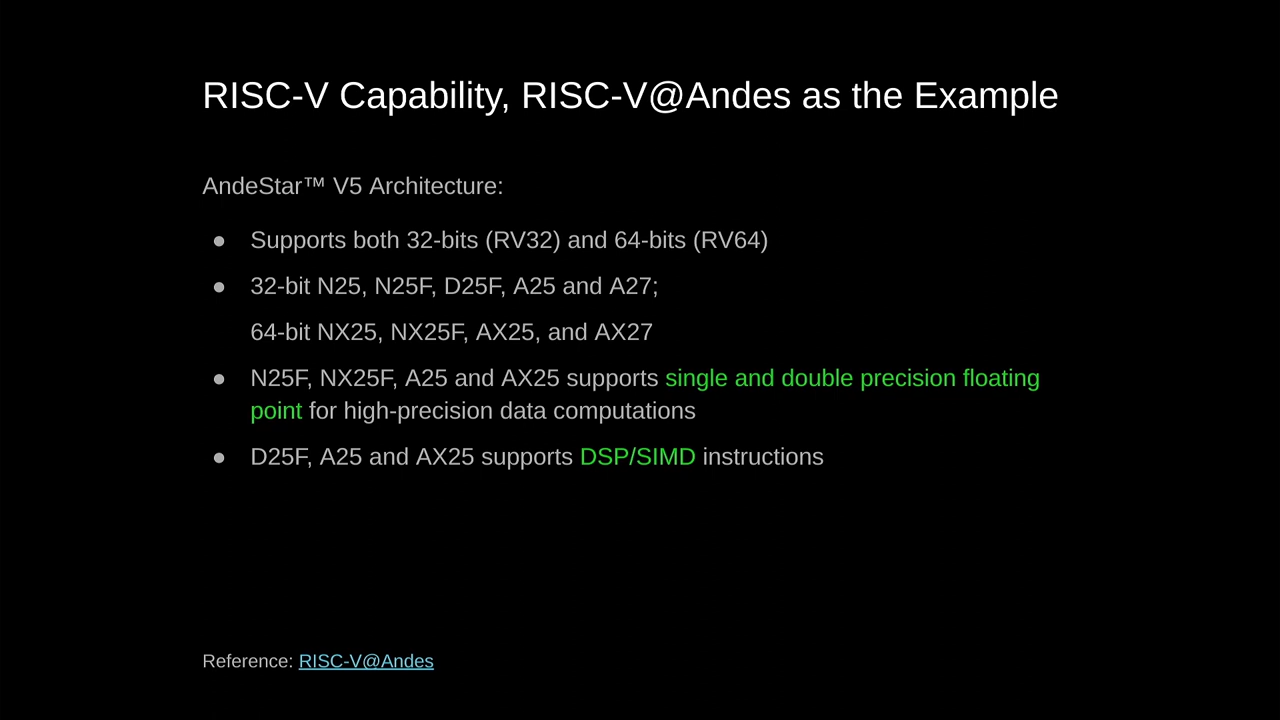 RISC-V Capability, RISC-V@Andes as the Example
AndeStar™ V5 Architecture:
● Supports both 32-bits (RV32) and 64-bits (RV64)
● 32-bit N25, N25F, D25F, A25 and A27;
64-bit NX25, NX25F, AX25, and AX27
● N25F, NX25F, A25 and AX25 supports single and double precision floating
point for high-precision data computations
● D25F, A25 and AX25 supports DSP/SIMD instructions
Reference: RISC-V@Andes